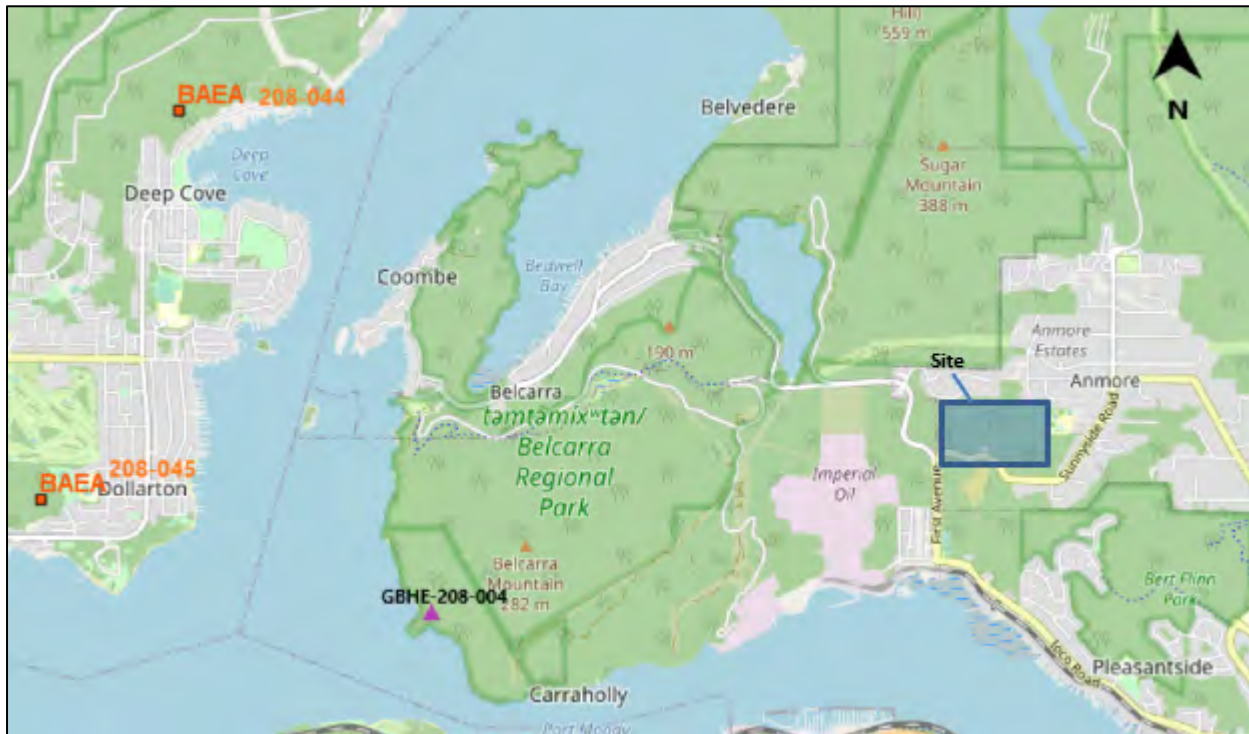 Hill)
559 m
BAEA 208-044
Belvedere
N
Deep
Cove
Sugar
Mountain
388 m
Deep Cove
Coombe
Bedwell
Bay
190 m
Anmore
Estates
Site
Anmore
Belcarra
təmtəmíxʷtən/
Belcarra
Regional
Park
Sunnyside Road
BAEA 208-045
Dollarton
Imperial
Oil
First Avenue
Belcarra
Mountain
282 m
GBHE-208-004
Bert Flinn
Park
Ioco Road
Pleasantside
Carraholly
Port Moody